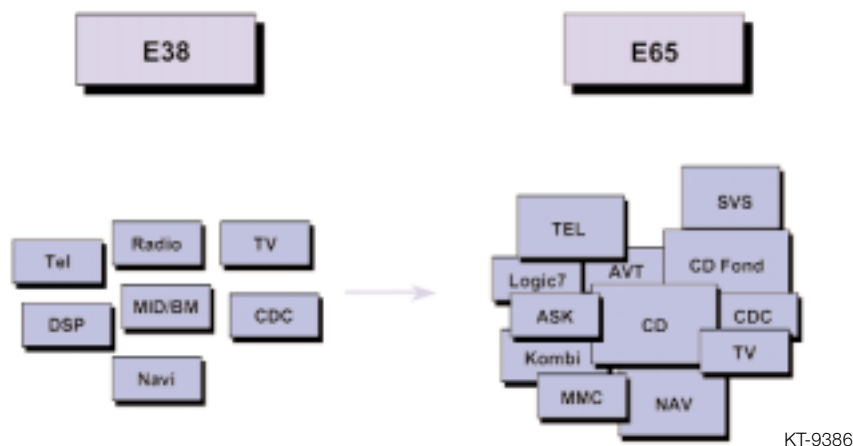 E38
E65
Tel
Radio
TV
DSP
MID/BM
CDC
Navi
SVS
TEL
Logic7
AVT
CD Fond
ASK
CD
CDC
Kombi
TV
MMC
NAV
KT-9386